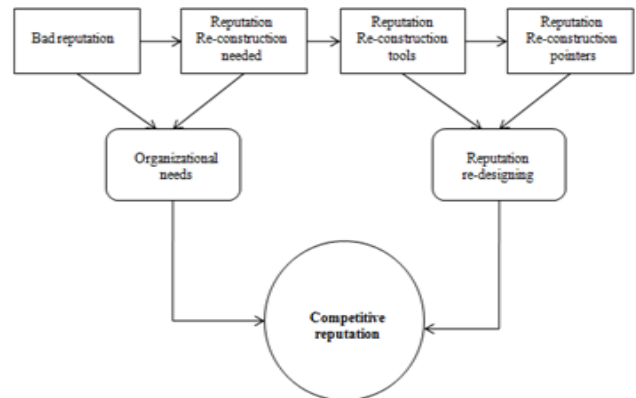 Bad reputation
Reputation
Re-construction
needed
Reputation
Re-construction
tools
Reputation
Re-construction
pointers
Organizational
needs
Reputation
re-designing
Competitive
reputation